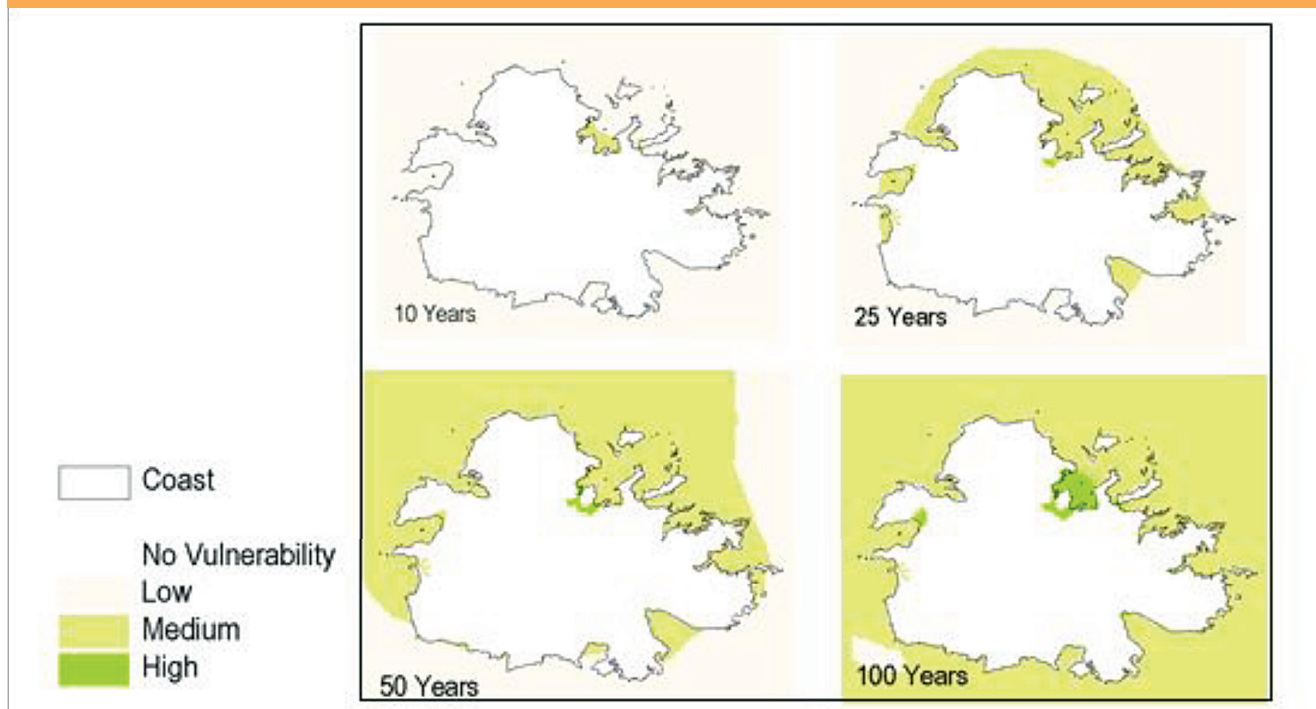 10 Years
25 Years
50 Years
100 Years
Coast
No Vulnerability
Low
Medium
High